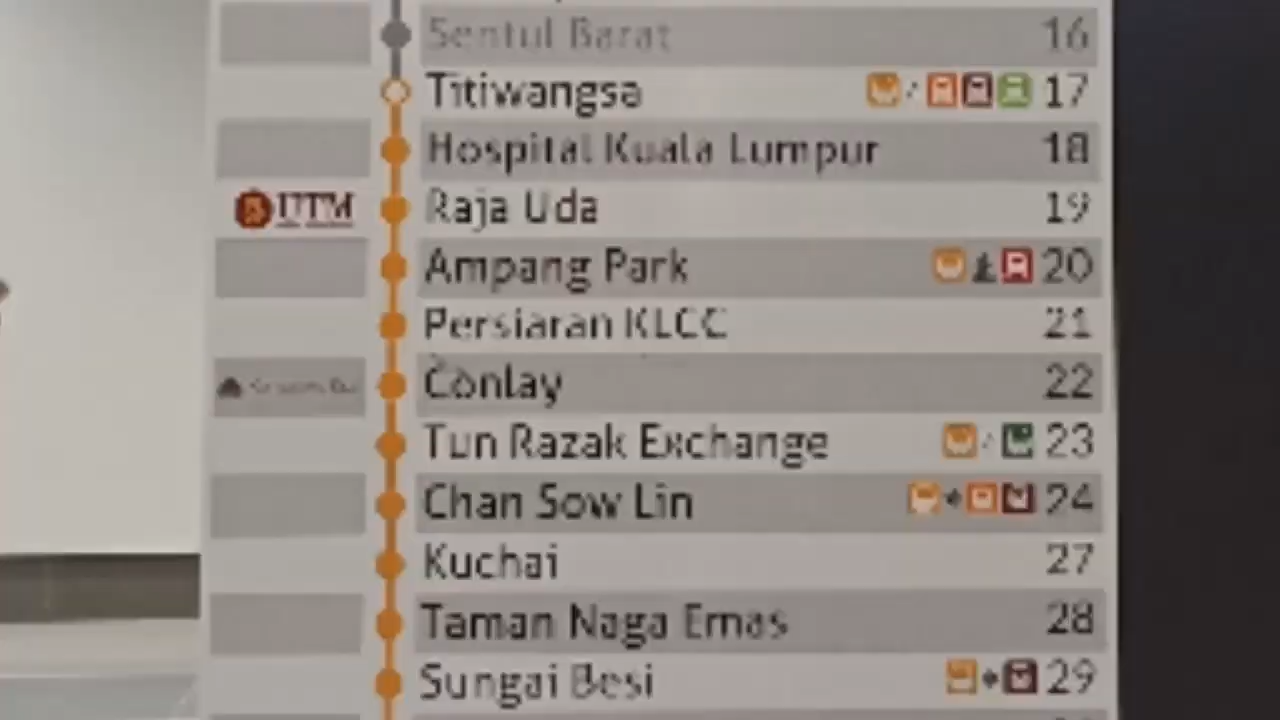 Sentul Barat 16
Titiwangsa 17
Hospital Kuala Lumpur 18
UTM Raja Uda 19
Ampang Park 20
Persiaran KLCC 21
Conlay 22
Tun Razak Exchange 23
Chan Sow Lin 24
Kuchai 27
Taman Naga Emas 28
Sungai Besi 29